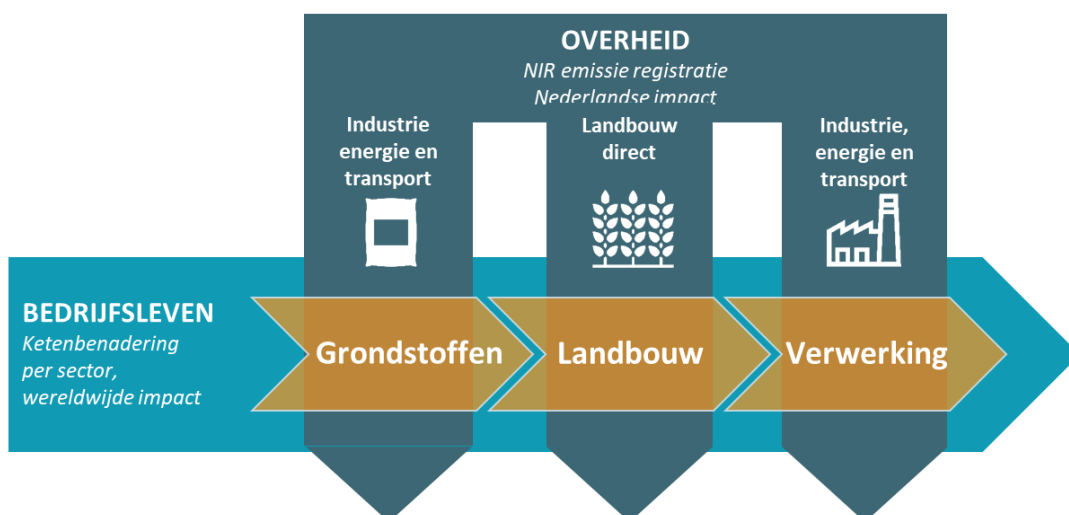 OVERHEID
NIR emissie registratie
Nederlandse impact
Industrie
energie en
transport
Landbouw
direct
Industrie,
energie en
transport
BEDRIJFSLEVEN
Ketenbenadering
per sector,
wereldwijde impact
Grondstoffen
Landbouw
Verwerking